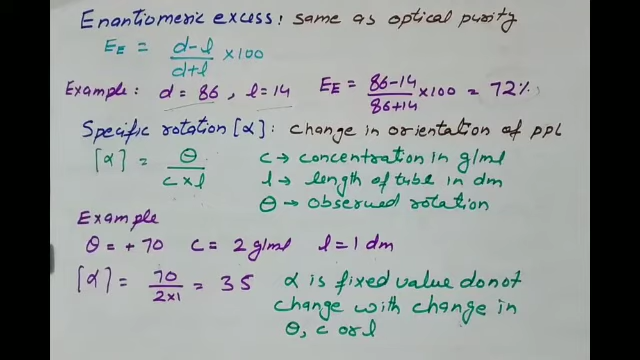 Enantiomeric excess: same as optical purity
EE = d-l/d+l ×100
Example: d = 86, l = 14 EE = 86-14/86+14 ×100 = 72%
Specific rotation [α]: change in orientation of ppl
[α] = θ/c×l c → concentration in g/ml
l → length of tube in dm
θ → observed rotation
Example
θ = +70 c = 2 g/ml l = 1 dm
[α] = 70/2×1 = 35 α is fixed value do not
change with change in
θ, c or l